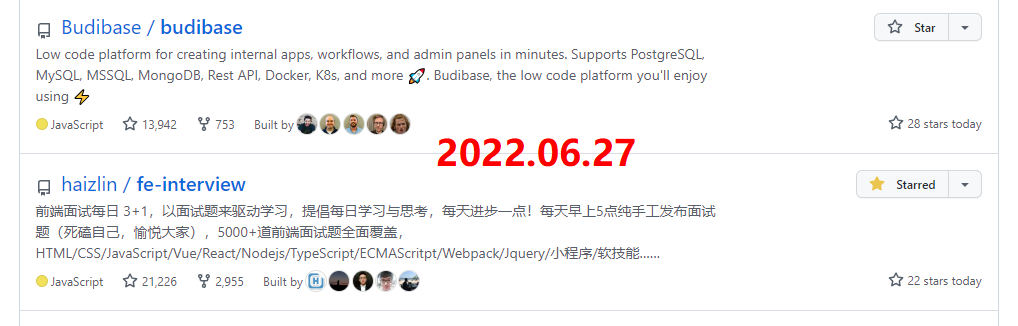 Budibase / budibase
Star
Low code platform for creating internal apps, workflows, and admin panels in minutes. Supports PostgreSQL,
MySQL, MSSQL, MongoDB, Rest API, Docker, K8s, and more 🚀. Budibase, the low code platform you'll enjoy
using ⚡
JavaScript 13,942 753 Built by 28 stars today
2022.06.27
haizlin / fe-interview
Starred
前端面试每日 3+1，以面试题来驱动学习，提倡每日学习与思考，每天进步一点！每天早上5点纯手工发布面试
题（死磕自己，愉悦大家），5000+道前端面试题全面覆盖，
HTML/CSS/JavaScript/Vue/React/Nodejs/TypeScript/ECMAScritpt/Webpack/Jquery/小程序/软技能……
JavaScript 21,226 2,955 Built by 22 stars today